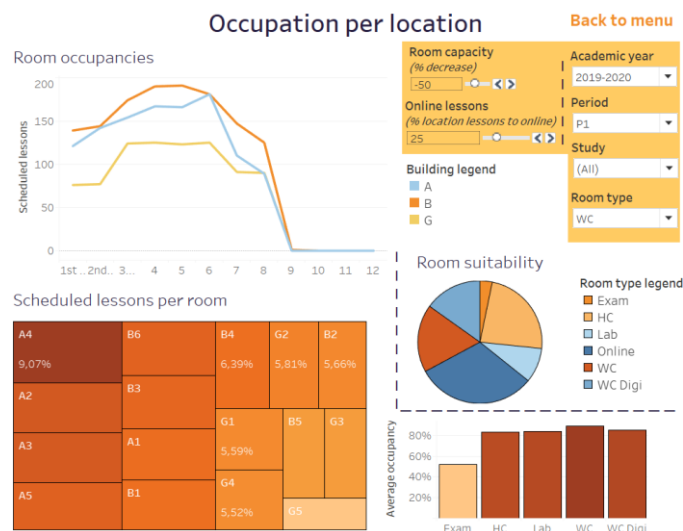 Occupation per location
Back to menu
Room occupancies
200
150
100
50
0
Scheduled lessons
1st ..
2nd..
3...
4
5
6
7
8
9
10
11
12
Room capacity
(% decrease)
-50
Online lessons
(% location lessons to online)
25
Academic year
2019-2020
Period
P1
Study
(All)
Room type
WC
Building legend
A
B
G
Scheduled lessons per room
A4
9,07%
A2
A3
A5
B6
B3
A1
B1
B4
6,39%
G2
5,81%
B2
5,66%
G1
5,59%
G4
5,52%
B5
G3
G5
Room suitability
Room type legend
Exam
HC
Lab
Online
WC
WC Digi
Average occupancy
80%
60%
40%
20%
Exam
HC
Lab
WC
WC Digi